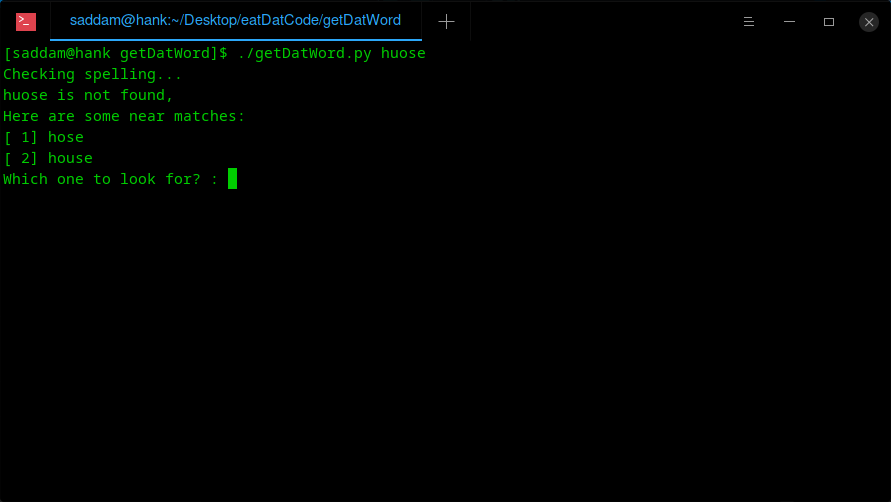 saddam@hank:~/Desktop/eatDatCode/getDatWord
[saddam@hank getDatWord]$ ./getDatWord.py huose
Checking spelling...
huose is not found,
Here are some near matches:
[ 1] hose
[ 2] house
Which one to look for? :